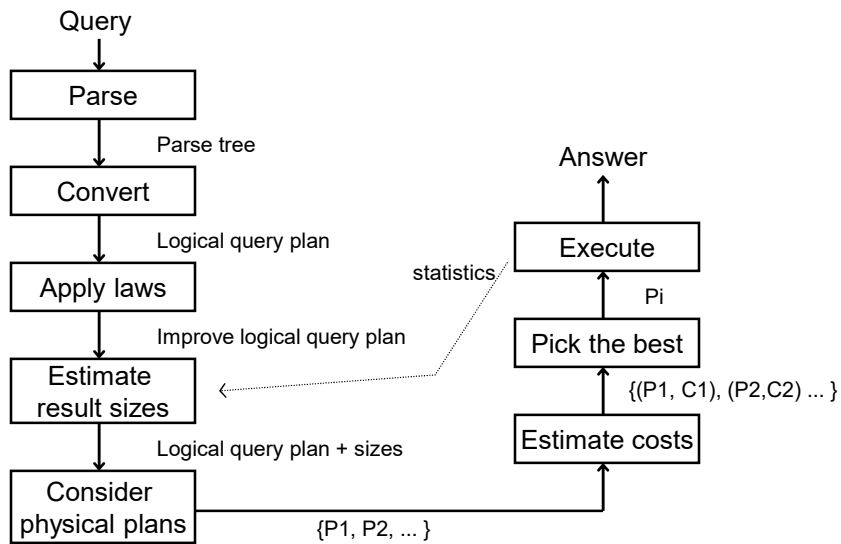 Query
Parse
Parse tree
Convert
Logical query plan
Apply laws
Improve logical query plan
Estimate
result sizes
Logical query plan + sizes
Consider
physical plans
{P1, P2, ... }
Estimate costs
{(P1, C1), (P2,C2) ... }
Pick the best
Pi
Execute
statistics
Answer